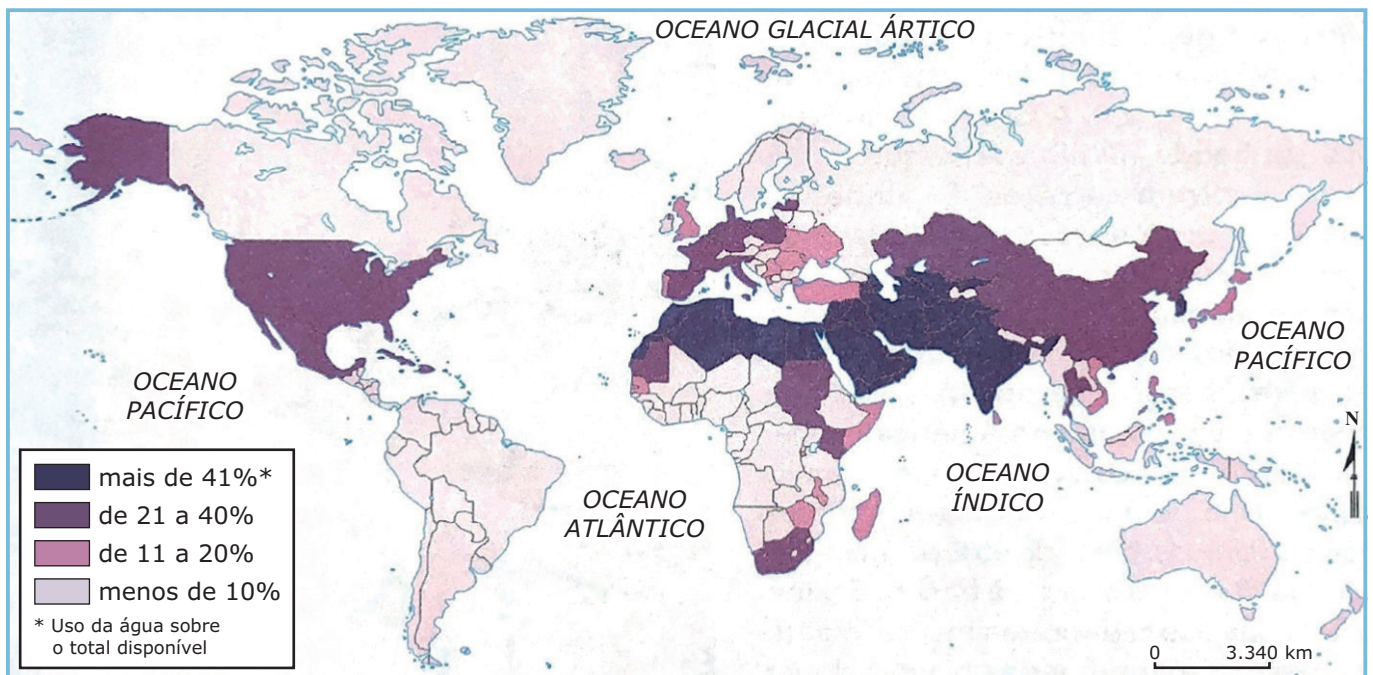 OCEANO GLACIAL ÁRTICO
OCEANO
PACÍFICO
OCEANO
PACÍFICO
N
OCEANO
ATLÂNTICO
OCEANO
ÍNDICO
mais de 41%*
de 21 a 40%
de 11 a 20%
menos de 10%
* Uso da água sobre
o total disponível
0 3.340 km